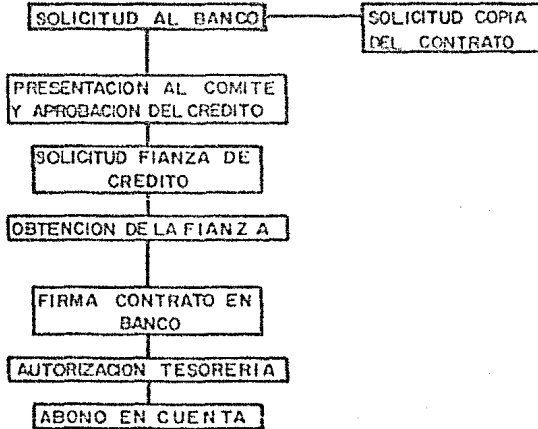 SOLICITUD AL BANCO
SOLICITUD COPIA
DEL CONTRATO
PRESENTACION AL COMITE
Y APROBACION DEL CREDITO
SOLICITUD FIANZA DE
CREDITO
OBTENCION DE LA FIANZA
FIRMA CONTRATO EN
BANCO
AUTORIZACION TESORERIA
ABONO EN CUENTA